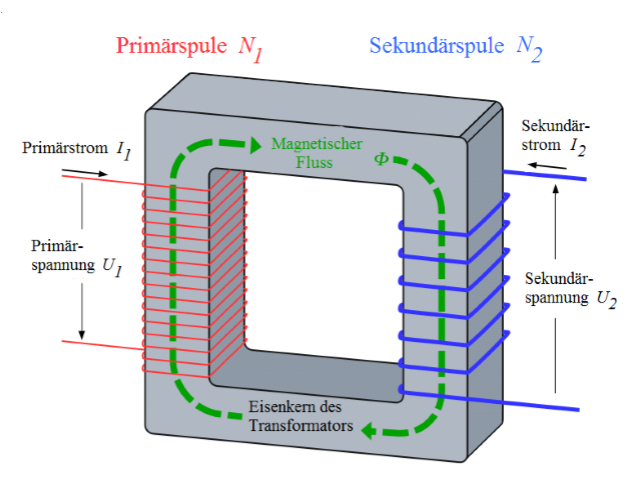 Primärspule N1
Sekundärspule N2
Primärstrom I1
Magnetischer
Fluss Φ
Sekundär-
strom I2
Primär-
spannung U1
Sekundär-
spannung U2
Eisenkern des
Transformators